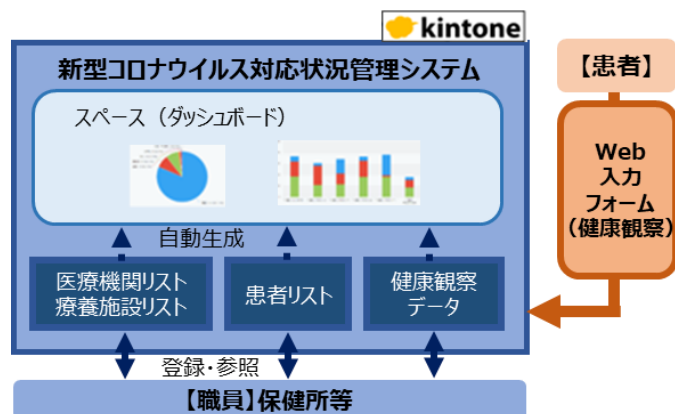 kintone
新型コロナウイルス対応状況管理システム
【患者】
スペース（ダッシュボード）
Web
入力
フォーム
（健康観察）
自動生成
医療機関リスト
療養施設リスト
患者リスト
健康観察
データ
登録・参照
【職員】保健所等